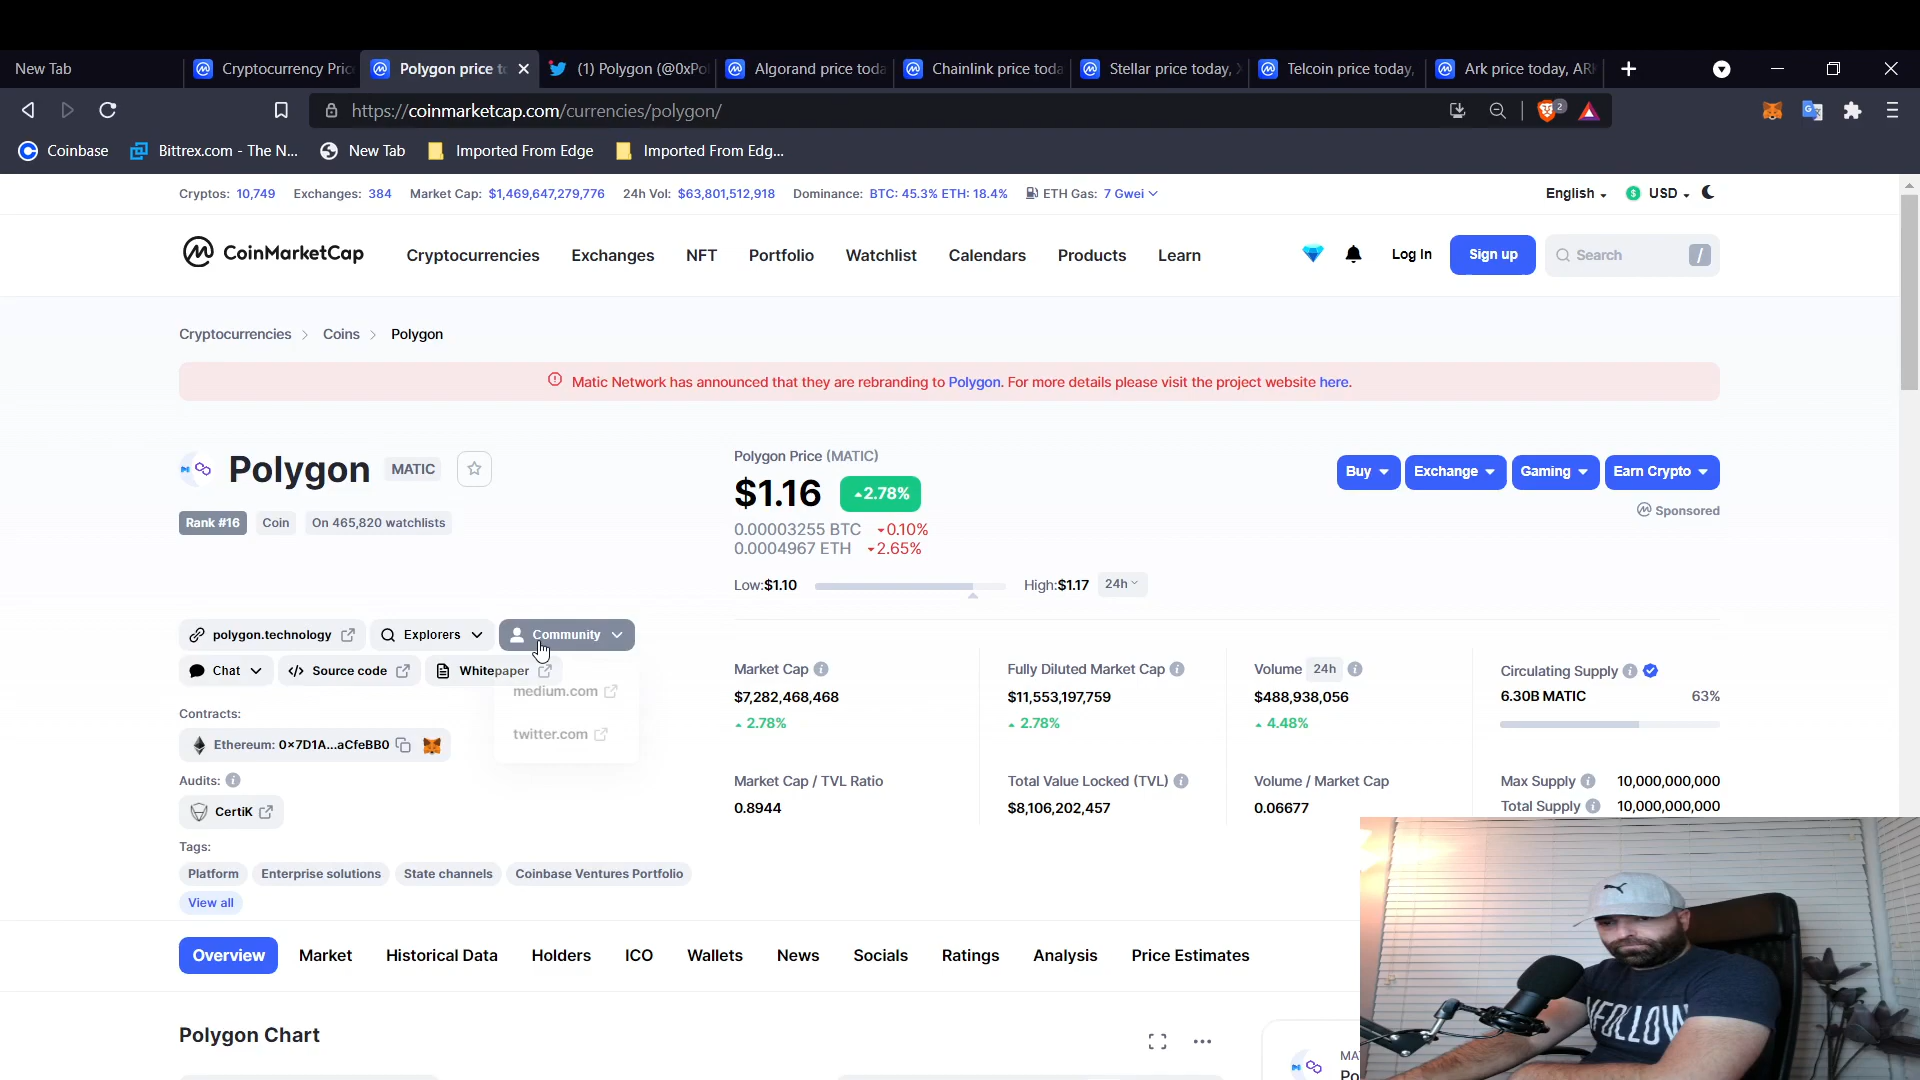 New Tab
Cryptocurrency Pric
Polygon price to
(1) Polygon (@0xPol
Algorand price toda
Chainlink price toda
Stellar price today, X
Telcoin price today,
Ark price today, ARK
https://coinmarketcap.com/currencies/polygon/
2
Coinbase
Bittrex.com - The N...
New Tab
Imported From Edge
Imported From Edg...
Cryptos: 10,749 Exchanges: 384 Market Cap: $1,469,647,279,776 24h Vol: $63,801,512,918 Dominance: BTC: 45.3% ETH: 18.4% ETH Gas: 7 Gwei
English
USD
CoinMarketCap
Cryptocurrencies Exchanges NFT Portfolio Watchlist Calendars Products Learn
Log In
Sign up
Search /
Cryptocurrencies > Coins > Polygon
Matic Network has announced that they are rebranding to Polygon. For more details please visit the project website here.
Polygon MATIC
Rank #16 Coin On 465,820 watchlists
Polygon Price (MATIC)
$1.16 2.78%
0.00003255 BTC 0.10%
0.0004967 ETH 2.65%
Low:$1.10 High:$1.17 24h
Buy Exchange Gaming Earn Crypto
Sponsored
polygon.technology Explorers Community
Chat Source code Whitepaper
medium.com
twitter.com
Contracts:
Ethereum: 0x7D1A...aCfeBB0
Audits:
CertiK
Tags:
Platform Enterprise solutions State channels Coinbase Ventures Portfolio
View all
Market Cap
$7,282,468,468
2.78%
Fully Diluted Market Cap
$11,553,197,759
2.78%
Volume 24h
$488,938,056
4.48%
Circulating Supply
6.30B MATIC 63%
Market Cap / TVL Ratio
0.8944
Total Value Locked (TVL)
$8,106,202,457
Volume / Market Cap
0.06677
Max Supply 10,000,000,000
Total Supply 10,000,000,000
Overview Market Historical Data Holders ICO Wallets News Socials Ratings Analysis Price Estimates
Polygon Chart
MA
Po